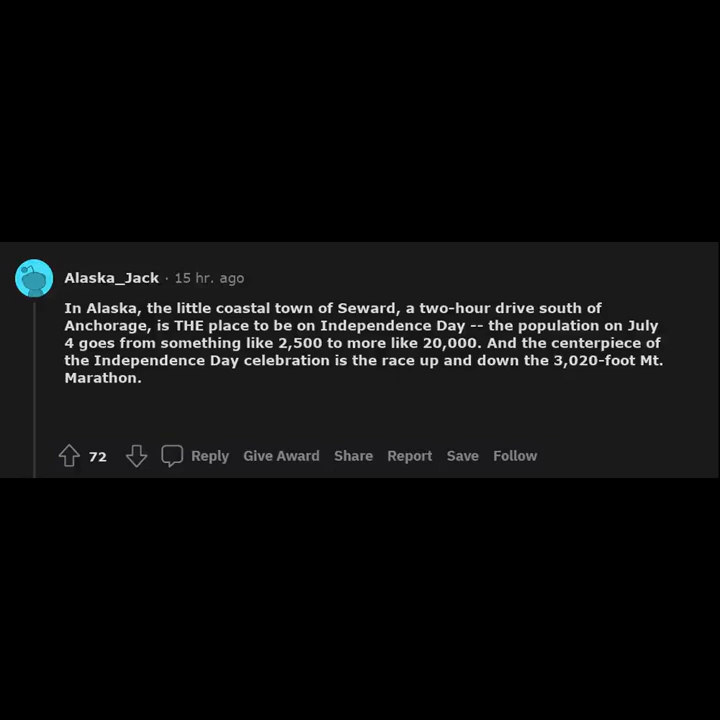 Alaska_Jack · 15 hr. ago
In Alaska, the little coastal town of Seward, a two-hour drive south of
Anchorage, is THE place to be on Independence Day -- the population on July
4 goes from something like 2,500 to more like 20,000. And the centerpiece of
the Independence Day celebration is the race up and down the 3,020-foot Mt.
Marathon.
72 Reply Give Award Share Report Save Follow